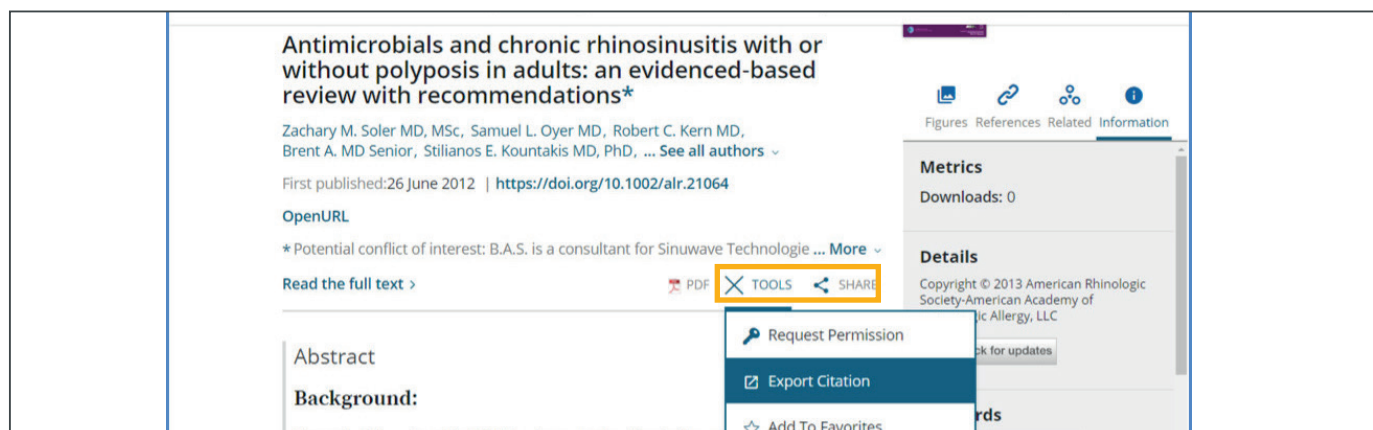 Antimicrobials and chronic rhinosinusitis with or
without polyposis in adults: an evidenced-based
review with recommendations*
Zachary M. Soler MD, MSc, Samuel L. Oyer MD, Robert C. Kern MD,
Brent A. MD Senior, Stilianos E. Kountakis MD, PhD, ... See all authors
First published:26 June 2012 | https://doi.org/10.1002/alr.21064
OpenURL
* Potential conflict of interest: B.A.S. is a consultant for Sinuwave Technologie ... More
Read the full text >
PDF TOOLS SHARE
Request Permission
Export Citation
Add To Favorites
Abstract
Background:
Figures References Related Information
Metrics
Downloads: 0
Details
Copyright © 2013 American Rhinologic
Society-American Academy of
ic Allergy, LLC
ck for updates
rds